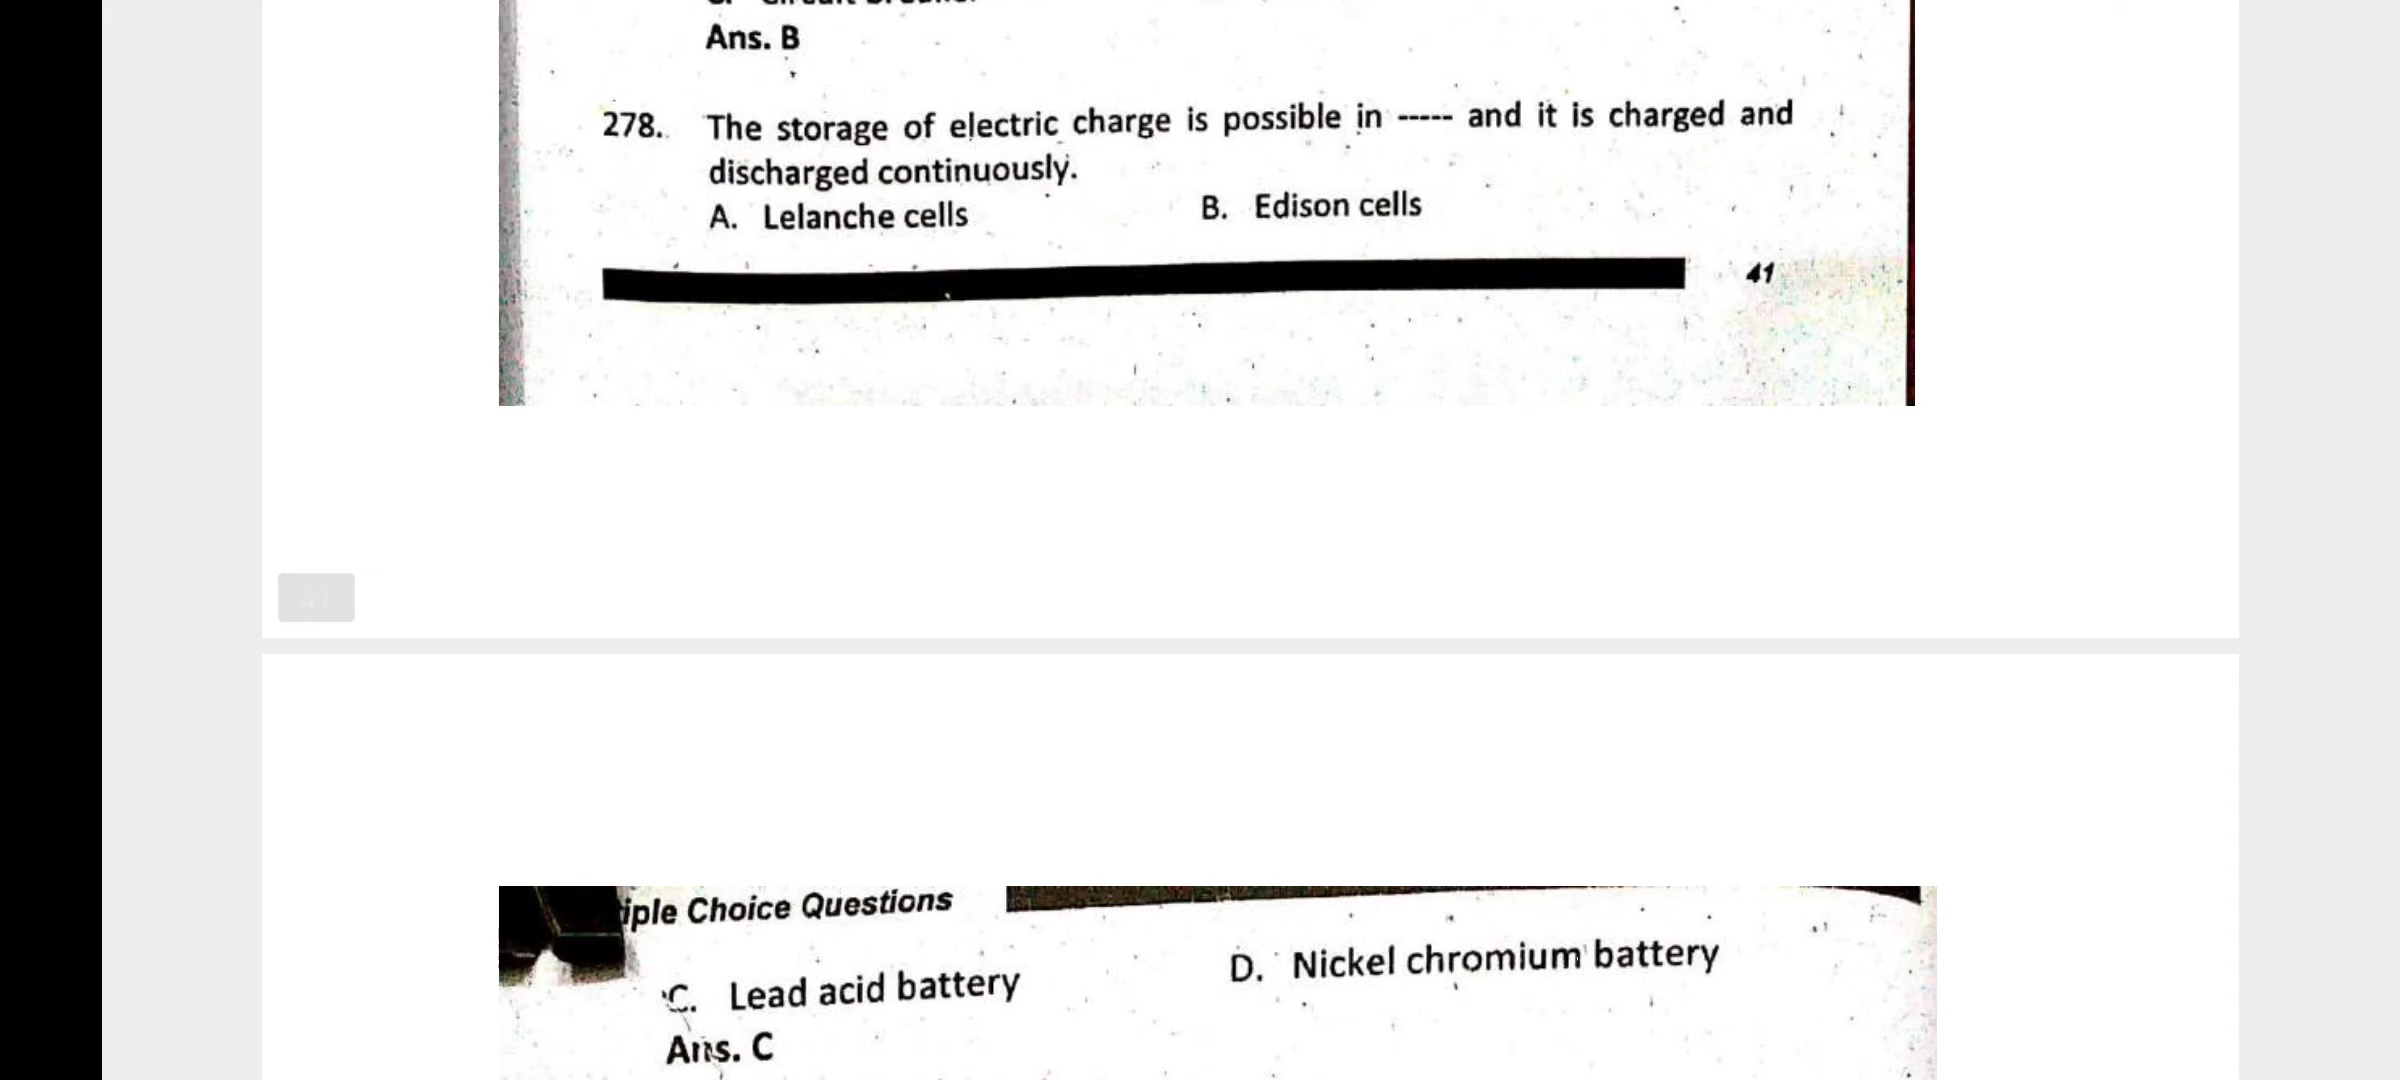 Ans. B
278. The storage of electric charge is possible in ----- and it is charged and
discharged continuously.
A. Lelanche cells B. Edison cells
41
41
iple Choice Questions
C. Lead acid battery D. Nickel chromium battery
Ans. C